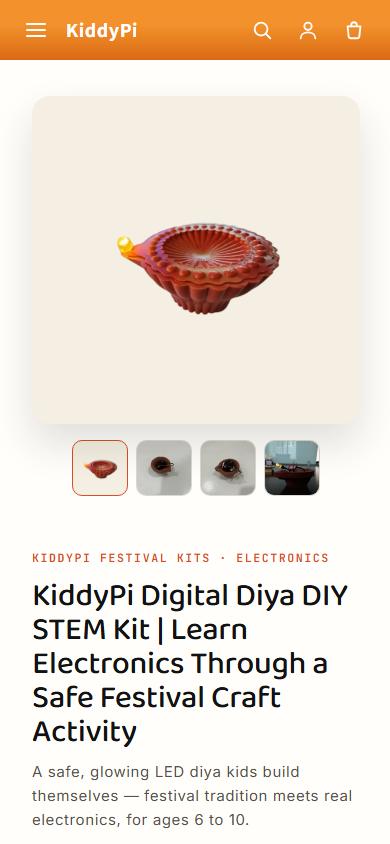 KiddyPi
KIDDYPI FESTIVAL KITS · ELECTRONICS
KiddyPi Digital Diya DIY
STEM Kit | Learn
Electronics Through a
Safe Festival Craft
Activity
A safe, glowing LED diya kids build
themselves — festival tradition meets real
electronics, for ages 6 to 10.